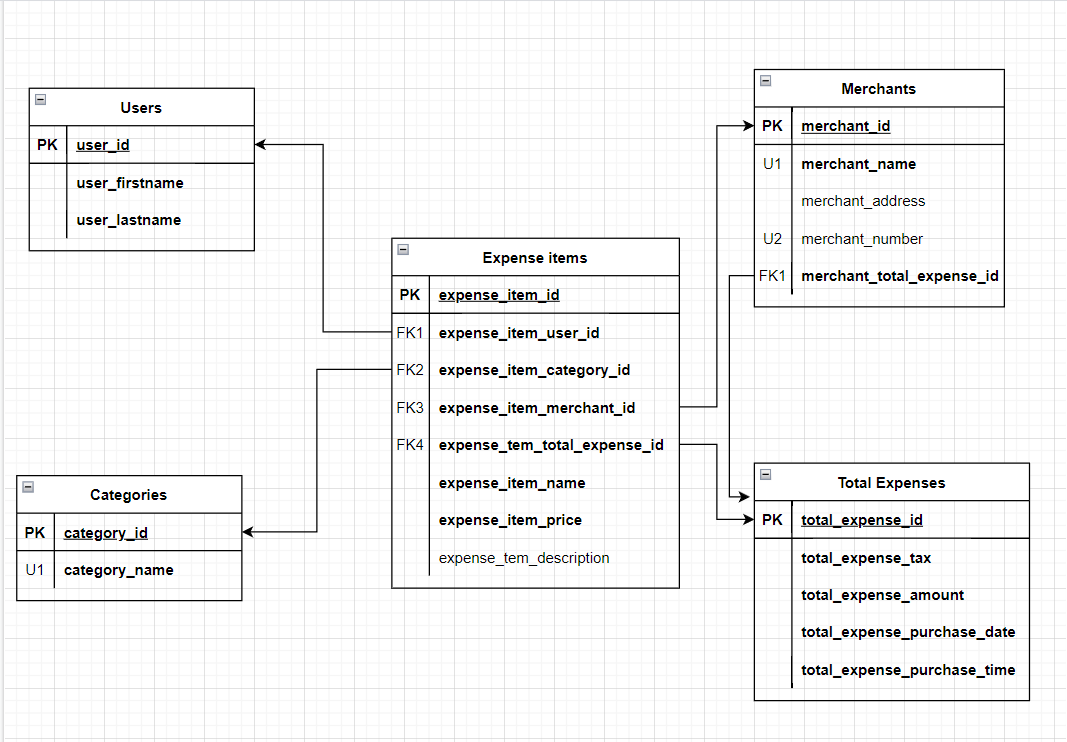 Users
PK user_id
user_firstname
user_lastname
Merchants
PK merchant_id
U1 merchant_name
merchant_address
U2 merchant_number
FK1 merchant_total_expense_id
Expense items
PK expense_item_id
FK1 expense_item_user_id
FK2 expense_item_category_id
FK3 expense_item_merchant_id
FK4 expense_tem_total_expense_id
expense_item_name
expense_item_price
expense_tem_description
Categories
PK category_id
U1 category_name
Total Expenses
PK total_expense_id
total_expense_tax
total_expense_amount
total_expense_purchase_date
total_expense_purchase_time